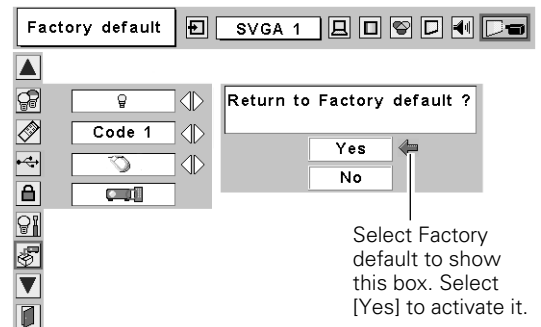 Factory default
SVGA 1
Return to Factory default ?
Code 1
Yes
No
Select Factory
default to show
this box. Select
[Yes] to activate it.